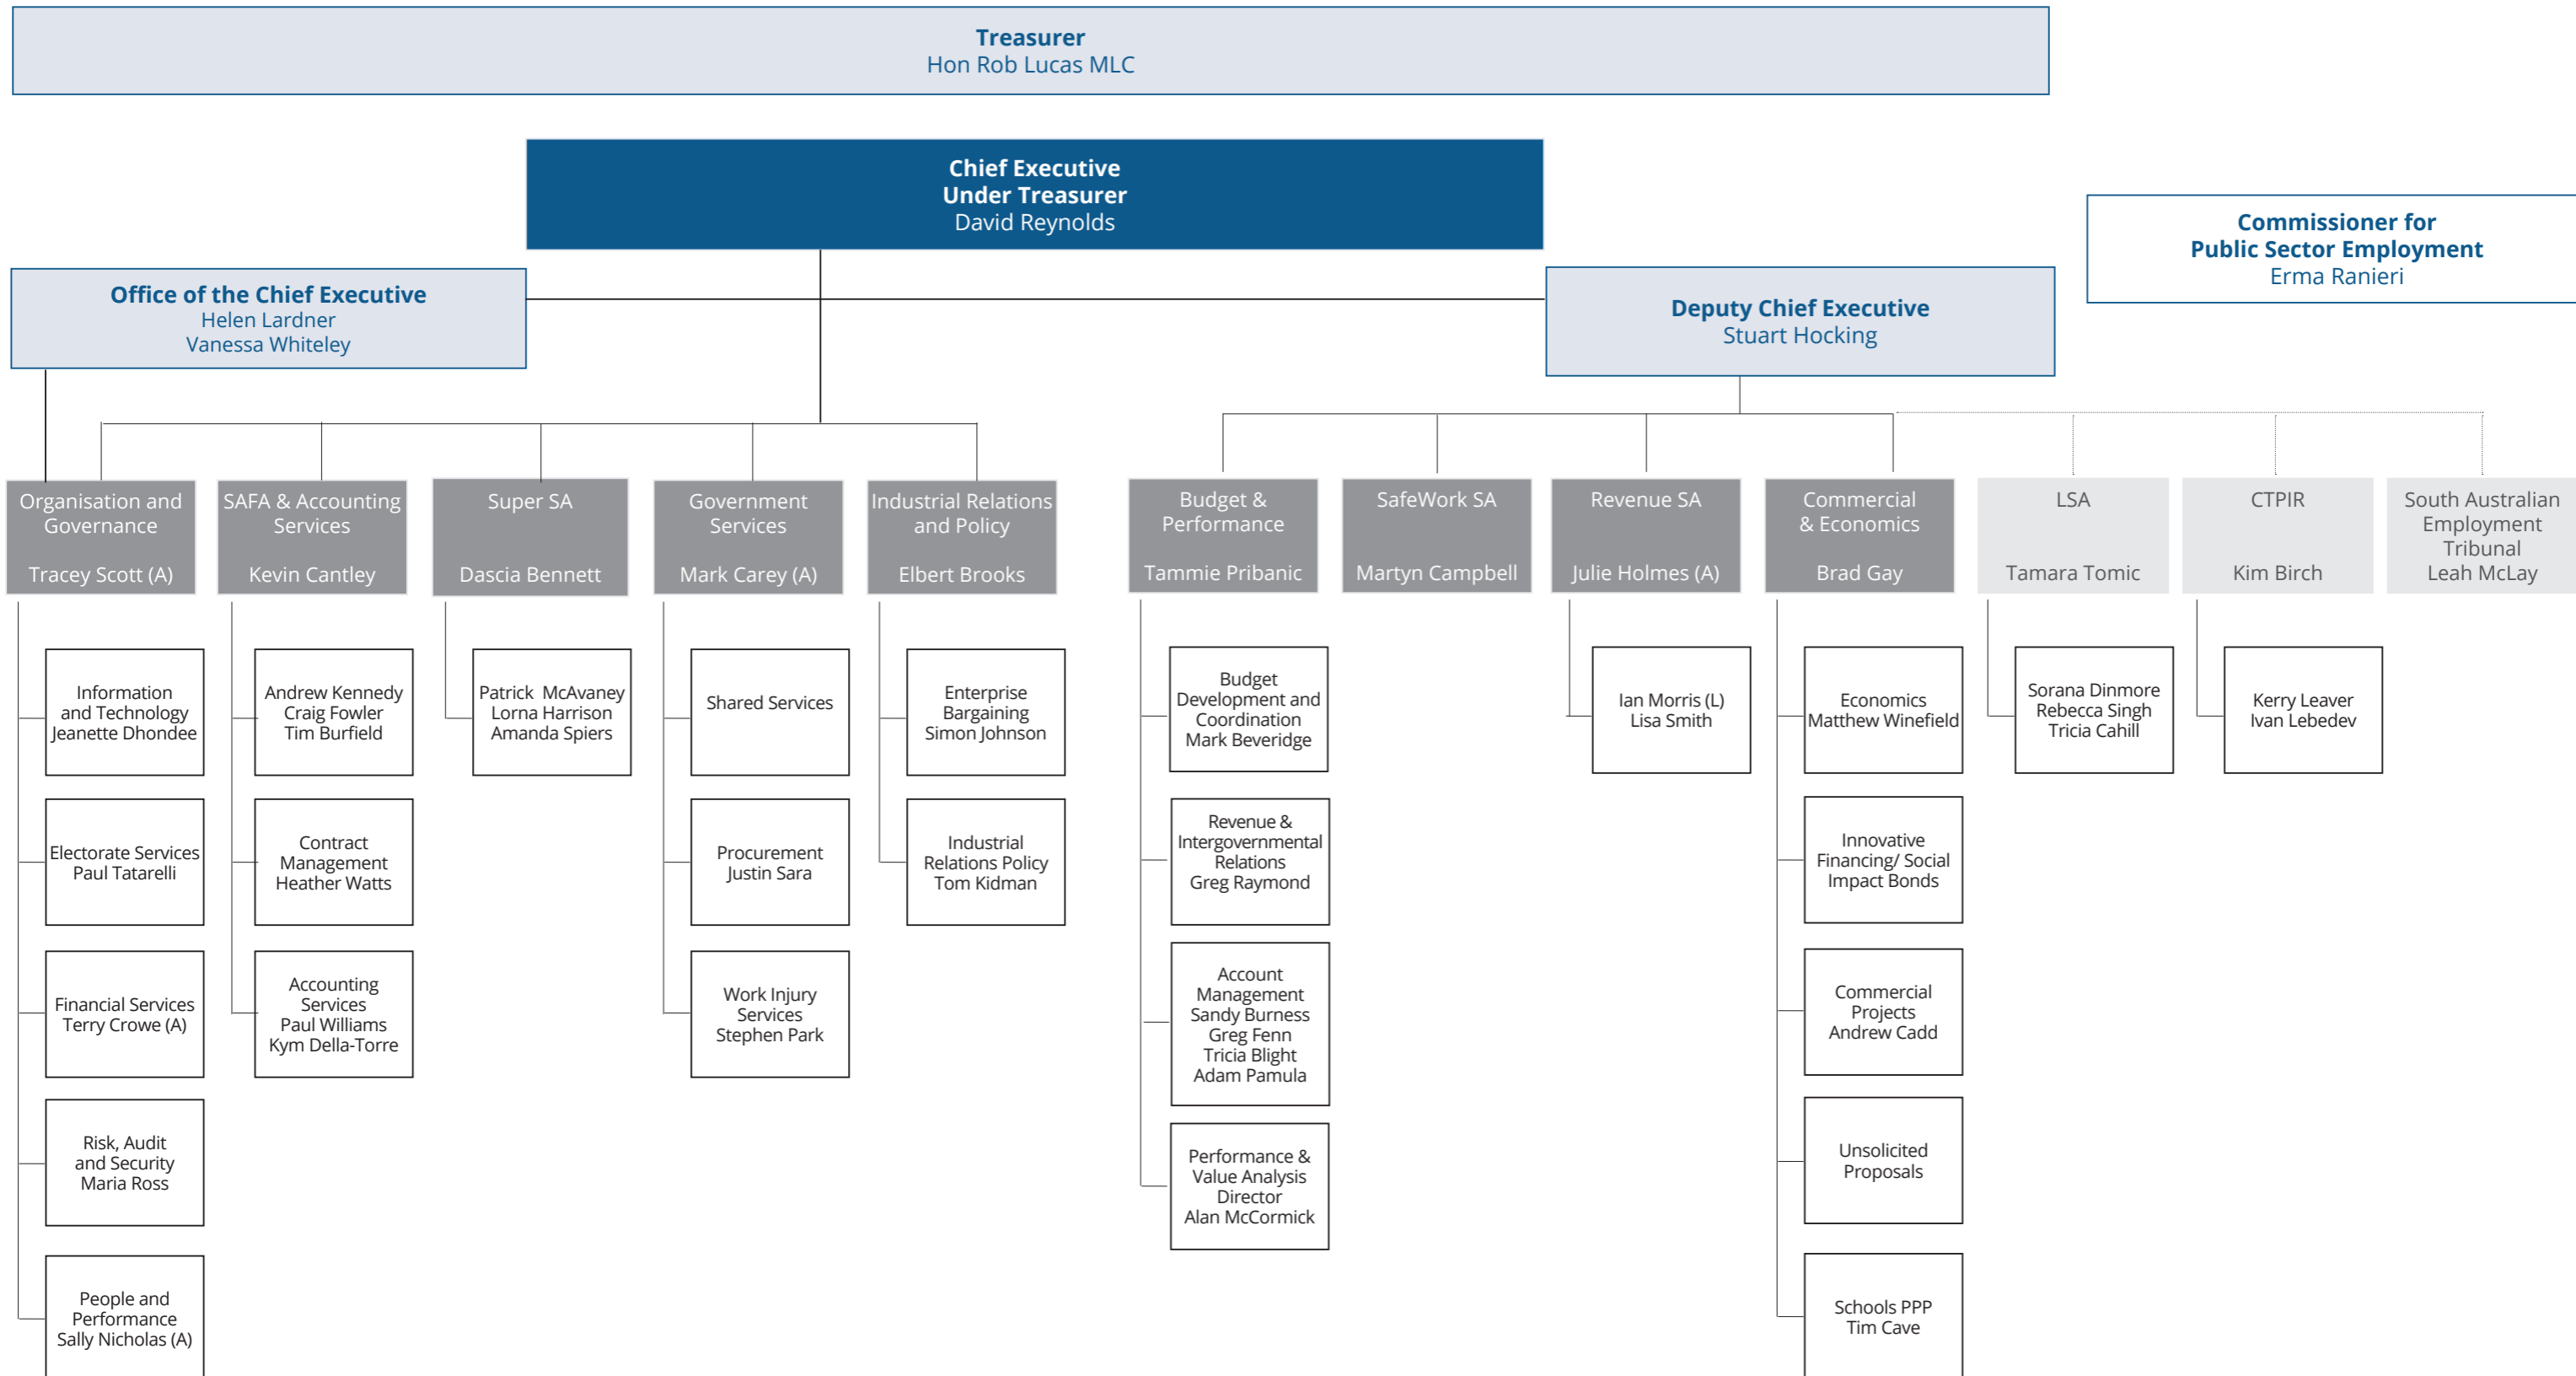 Treasurer
Hon Rob Lucas MLC
Chief Executive
Under Treasurer
David Reynolds
Commissioner for
Public Sector Employment
Erma Ranieri
Office of the Chief Executive
Helen Lardner
Vanessa Whiteley
Deputy Chief Executive
Stuart Hocking
Organisation and
Governance
Tracey Scott (A)
SAFA & Accounting
Services
Kevin Cantley
Super SA
Dascia Bennett
Government
Services
Mark Carey (A)
Industrial Relations
and Policy
Elbert Brooks
Budget &
Performance
Tammie Pribanic
SafeWork SA
Martyn Campbell
Revenue SA
Julie Holmes (A)
Commercial
& Economics
Brad Gay
LSA
Tamara Tomic
CTPIR
Kim Birch
South Australian
Employment
Tribunal
Leah McLay
Information
and Technology
Jeanette Dhondee
Electorate Services
Paul Tatarelli
Financial Services
Terry Crowe (A)
Risk, Audit
and Security
Maria Ross
People and
Performance
Sally Nicholas (A)
Andrew Kennedy
Craig Fowler
Tim Burfield
Contract
Management
Heather Watts
Accounting
Services
Paul Williams
Kym Della-Torre
Patrick McAvaney
Lorna Harrison
Amanda Spiers
Shared Services
Procurement
Justin Sara
Work Injury
Services
Stephen Park
Enterprise
Bargaining
Simon Johnson
Industrial
Relations Policy
Tom Kidman
Budget
Development and
Coordination
Mark Beveridge
Revenue &
Intergovernmental
Relations
Greg Raymond
Account
Management
Sandy Burness
Greg Fenn
Tricia Blight
Adam Pamula
Performance &
Value Analysis
Director
Alan McCormick
Ian Morris (L)
Lisa Smith
Economics
Matthew Winefield
Innovative
Financing/ Social
Impact Bonds
Commercial
Projects
Andrew Cadd
Unsolicited
Proposals
Schools PPP
Tim Cave
Sorana Dinmore
Rebecca Singh
Tricia Cahill
Kerry Leaver
Ivan Lebedev